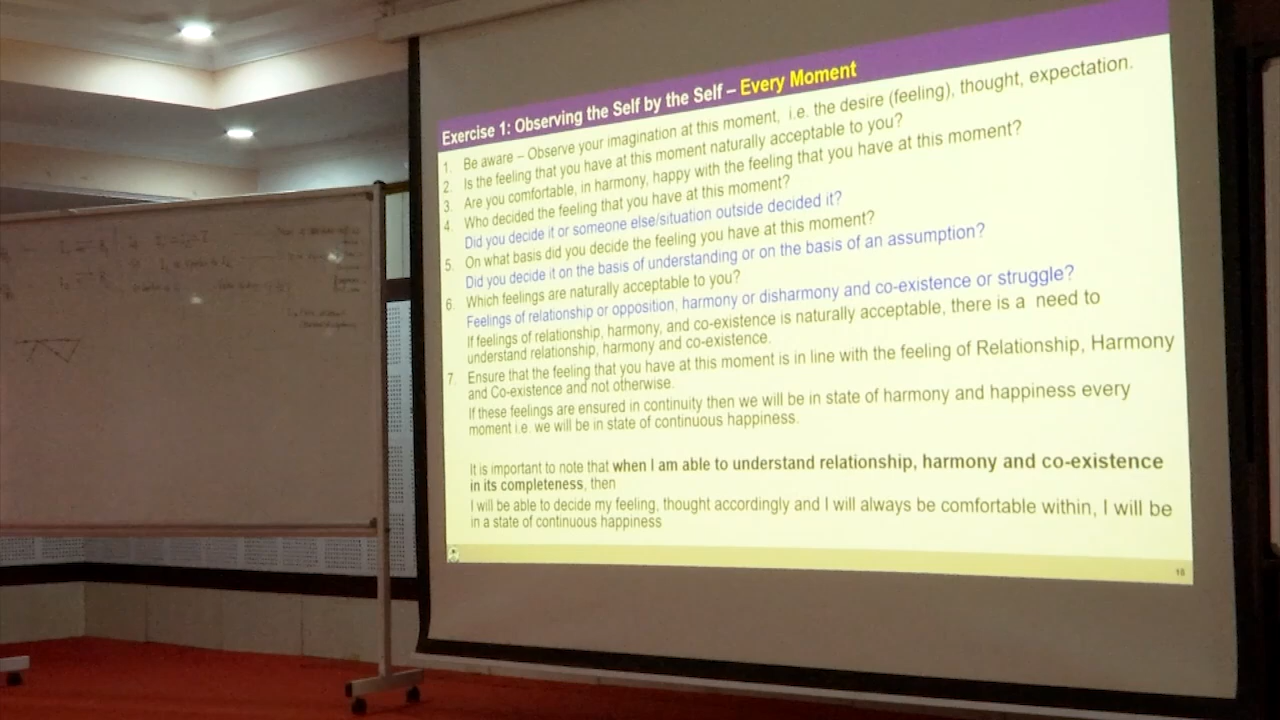 Exercise 1: Observing the Self by the Self – Every Moment
1. Be aware – Observe your imagination at this moment, i.e. the desire (feeling), thought, expectation.
2. Is the feeling that you have at this moment naturally acceptable to you?
3. Are you comfortable, in harmony, happy with the feeling that you have at this moment?
4. Who decided the feeling that you have at this moment?
Did you decide it or someone else/situation outside decided it?
5. On what basis did you decide the feeling you have at this moment?
Did you decide it on the basis of understanding or on the basis of an assumption?
6. Which feelings are naturally acceptable to you?
Feelings of relationship or opposition, harmony or disharmony and co-existence or struggle?
If feelings of relationship, harmony, and co-existence is naturally acceptable, there is a need to
understand relationship, harmony and co-existence.
7. Ensure that the feeling that you have at this moment is in line with the feeling of Relationship, Harmony
and Co-existence and not otherwise.
If these feelings are ensured in continuity then we will be in state of harmony and happiness every
moment i.e. we will be in state of continuous happiness.
It is important to note that when I am able to understand relationship, harmony and co-existence
in its completeness, then
I will be able to decide my feeling, thought accordingly and I will always be comfortable within, I will be
in a state of continuous happiness
18